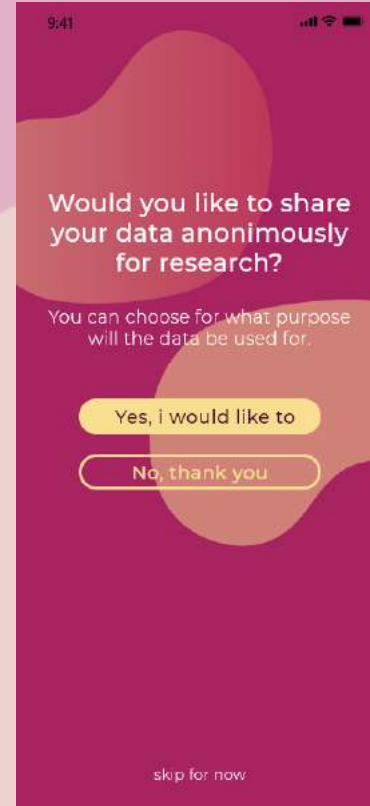 9:41
Would you like to share
your data anonimously
for research?
You can choose for what purpose
will the data be used for.
Yes, i would like to
No, thank you
skip for now